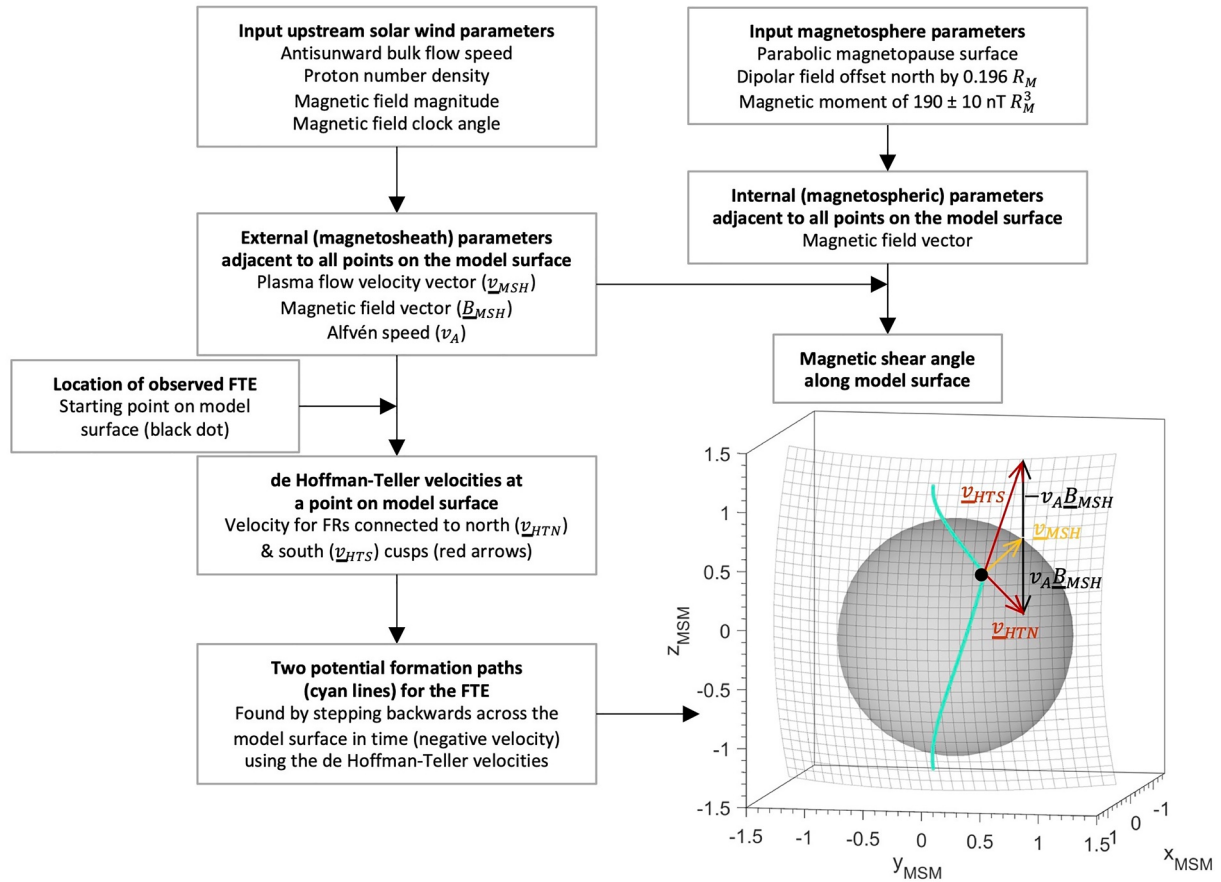 Input upstream solar wind parameters
Antisunward bulk flow speed
Proton number density
Magnetic field magnitude
Magnetic field clock angle
Input magnetosphere parameters
Parabolic magnetopause surface
Dipolar field offset north by 0.196 R_M
Magnetic moment of 190 ± 10 nT R_M^3
External (magnetosheath) parameters
adjacent to all points on the model surface
Plasma flow velocity vector (v_MSH)
Magnetic field vector (B_MSH)
Alfvén speed (v_A)
Internal (magnetospheric) parameters
adjacent to all points on the model surface
Magnetic field vector
Location of observed FTE
Starting point on model
surface (black dot)
Magnetic shear angle
along model surface
de Hoffman-Teller velocities at
a point on model surface
Velocity for FRs connected to north (v_HTN)
& south (v_HTS) cusps (red arrows)
Two potential formation paths
(cyan lines) for the FTE
Found by stepping backwards across the
model surface in time (negative velocity)
using the de Hoffman-Teller velocities
1.5
1
0.5
0
-0.5
-1
-1.5
z_MSM
v_HTS
−v_A B_MSH
v_MSH
v_A B_MSH
v_HTN
-1.5 -1 -0.5 0 0.5 1 1.5
y_MSM
1 0 -1
x_MSM